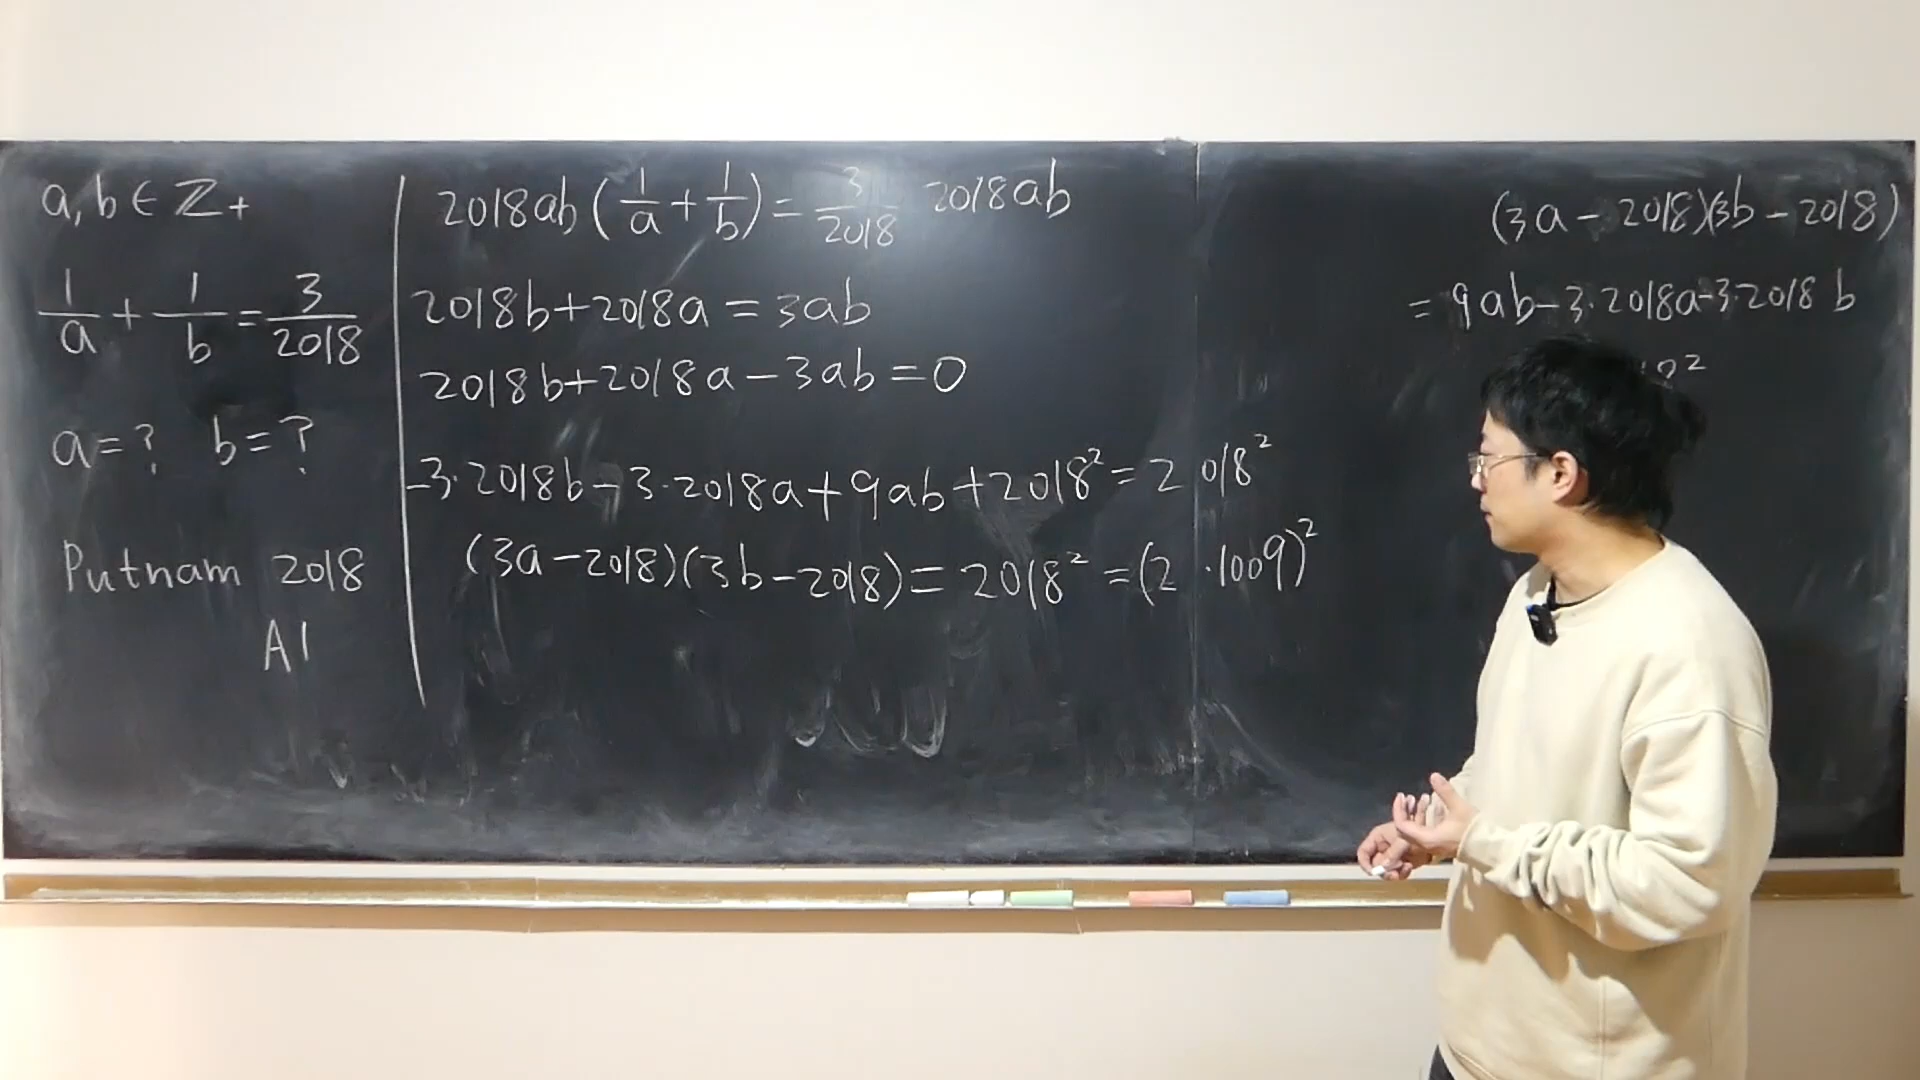 a, b ∈ ℤ+
1/a + 1/b = 3/2018
a = ? b = ?
Putnam 2018
A1
2018ab (1/a + 1/b) = 3/2018 2018ab
2018b + 2018a = 3ab
2018b + 2018a − 3ab = 0
−3·2018b − 3·2018a + 9ab + 2018² = 2018²
(3a − 2018)(3b − 2018) = 2018² = (2·1009)²
(3a − 2018)(3b − 2018)
= 9ab − 3·2018a − 3·2018b